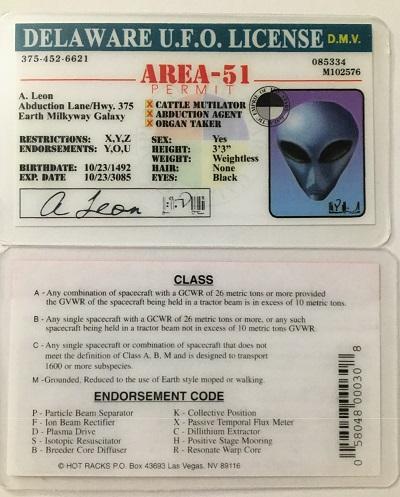 DELAWARE U.F.O. LICENSE D.M.V.
375-452-6621
085334
M102576
AREA-51
PERMIT
A. Leon
Abduction Lane/Hwy. 375
Earth Milkyway Galaxy
X CATTLE MUTILATOR
X ABDUCTION AGENT
X ORGAN TAKER
RESTRICTIONS: X,Y,Z
ENDORSEMENTS: Y,O,U
BIRTHDATE: 10/23/1492
EXP. DATE 10/23/3085
SEX: Yes
HEIGHT: 3'3"
WEIGHT: Weightless
HAIR: None
EYES: Black
A Leon
CLASS
A - Any combination of spacecraft with a GCWR of 26 metric tons or more provided
the GVWR of the spacecraft being held in a tractor beam is in excess of 10 metric tons.
B - Any single spacecraft with a GCWR of 26 metric tons or more, or any such
spacecraft being held in a tractor beam not in excess of 10 metric tons GVWR.
C - Any single spacecraft or combination of spacecraft that does not
meet the definition of Class A, B, M and is designed to transport
1600 or more subspecies.
M -Grounded, Reduced to the use of Earth style moped or walking.
ENDORSEMENT CODE
P - Particle Beam Separator
F - Ion Beam Rectifier
D - Plasma Drive
S - Isotopic Resuscitator
B - Breeder Core Diffuser
K - Collective Position
X - Passive Temporal Flux Meter
C - Dillithium Extractor
H - Positive Stage Mooring
R - Resonate Warp Core
© HOT RACKS P.O. Box 43693 Las Vegas, NV 89116
0 58048 00030 8